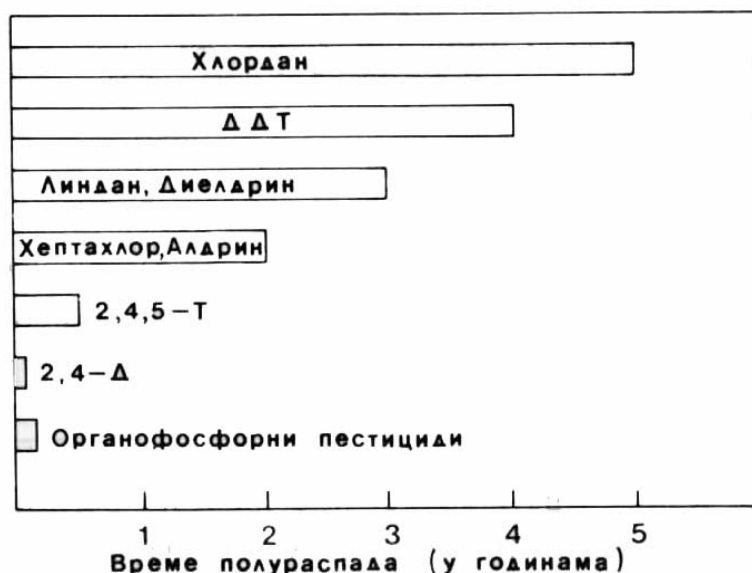 Хлордан
ДДТ
Линдан, Диелдрин
Хептахлор, Алдрин
2,4,5-Т
2,4-Д
Органофосфорни пестициди
1 2 3 4 5
Време полураспада (у годинама)